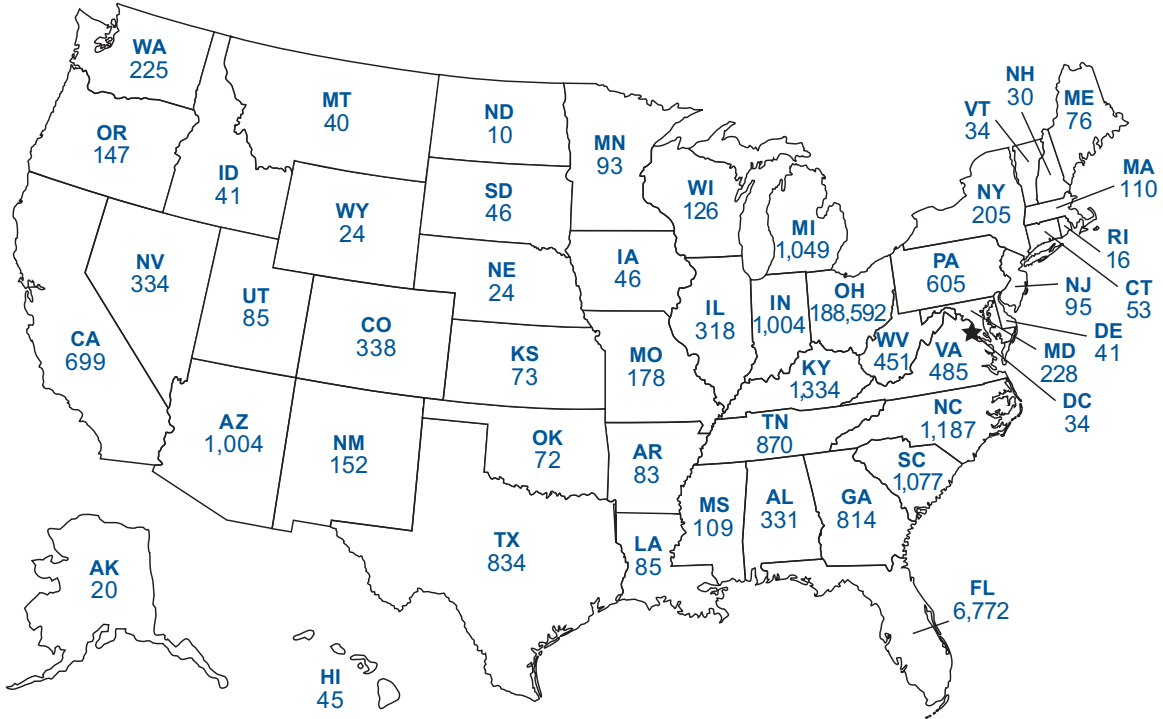 WA
225
MT
40
ND
10
MN
93
NH
30
VT
34
ME
76
OR
147
ID
41
SD
46
WI
126
MI
1,049
NY
205
MA
110
WY
24
RI
16
NV
334
UT
85
NE
24
IA
46
PA
605
CT
53
NJ
95
CA
699
CO
338
IL
318
IN
1,004
OH
188,592
DE
41
KS
73
MO
178
WV
451
VA
485
MD
228
KY
1,334
DC
34
AZ
1,004
NM
152
OK
72
AR
83
TN
870
NC
1,187
SC
1,077
MS
109
AL
331
GA
814
TX
834
LA
85
AK
20
FL
6,772
HI
45